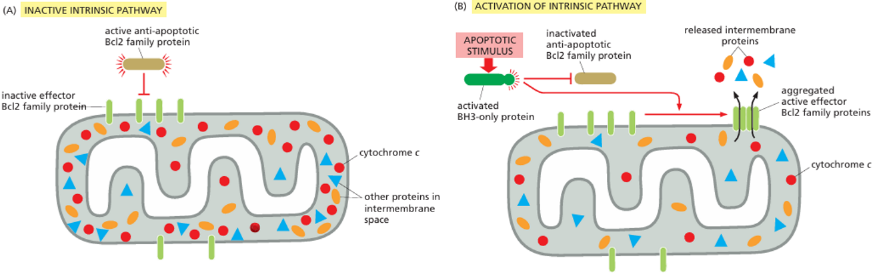 (A) INACTIVE INTRINSIC PATHWAY
active anti-apoptotic
Bcl2 family protein
inactive effector
Bcl2 family protein
cytochrome c
other proteins in
intermembrane
space
(B) ACTIVATION OF INTRINSIC PATHWAY
APOPTOTIC
STIMULUS
inactivated
anti-apoptotic
Bcl2 family protein
released intermembrane
proteins
activated
BH3-only protein
aggregated
active effector
Bcl2 family proteins
cytochrome c